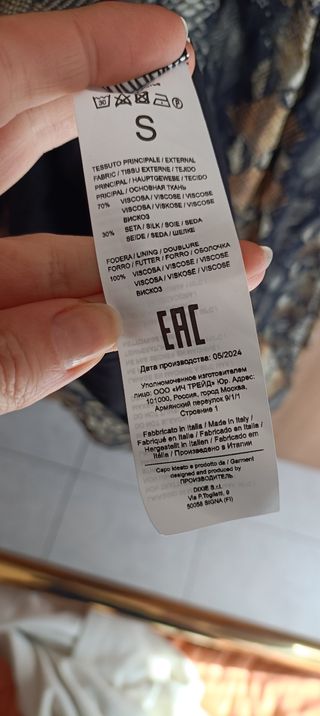 30
S
TESSUTO PRINCIPALE / EXTERNAL
FABRIC / TISSU EXTERNE / TEJIDO
PRINCIPAL / HAUPTGEWEBE / TECIDO
PRICIPAL / ОСНОВНАЯ ТКАНЬ
70% VISCOSA / VISCOSE / VISCOSE
VISCOSA / VISKOSE / VISCOSE
ВИСКОЗ
30% SETA / SILK / SOIE / SEDA
SEIDE / SEDA / ШЕЛКЕ
FODERA / LINING / DOUBLURE
FORRO / FUTTER / FORRO / ОБОЛОЧКА
100% VISCOSA / VISCOSE / VISCOSE
VISCOSA / VISKOSE / VISCOSE
ВИСКОЗ
EAC
Дата производства: 05/2024
Уполномоченное изготовителем
лицо: ООО «ИЧ ТРЕЙД» Юр. Адрес:
101000, Россия, город Москва,
Армянский переулок 9/1/1
Строение 1
Fabbricato in Italia / Made in Italy /
Fabriqué en Italie / Fabricado en Italia /
Hergestellt in Italien / Fabricado em
Itália / Произведено в Италии
Capo ideato e prodotto da / Garment
designed and produced by
ПРОИЗВОДИТЕЛЬ
DIXIE S.r.l.
Via P.Togliatti, 9
50058 SIGNA (FI)